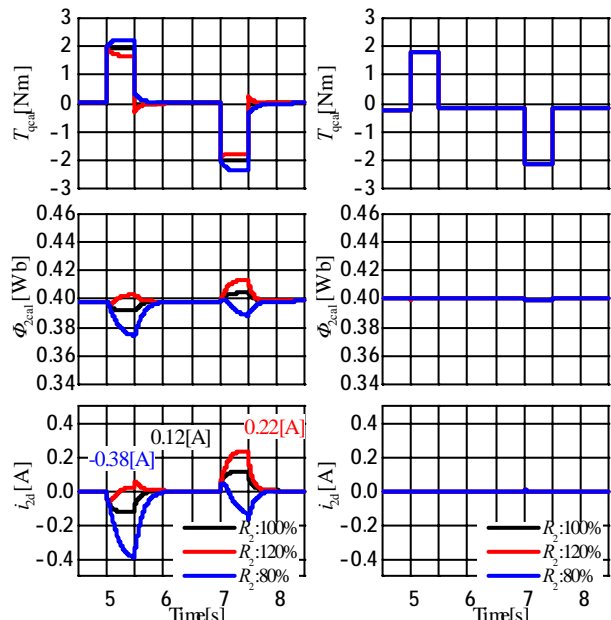 3 3
2 2
1 1
0 0
-1 -1
-2 -2
-3 -3
Tqcal [Nm] Tqcal [Nm]
0.46 0.46
0.44 0.44
0.42 0.42
0.40 0.40
0.38 0.38
0.36 0.36
0.34 0.34
Φ2cal [Wb] Φ2cal [Wb]
0.4 0.4
0.2 0.2
0.0 0.0
-0.2 -0.2
-0.4 -0.4
i2d [A] i2d [A]
0.12[A] 0.22[A]
-0.38[A]
R2:100% R2:100%
R2:120% R2:120%
R2:80% R2:80%
5 6 7 8 5 6 7 8
Time[s] Time[s]